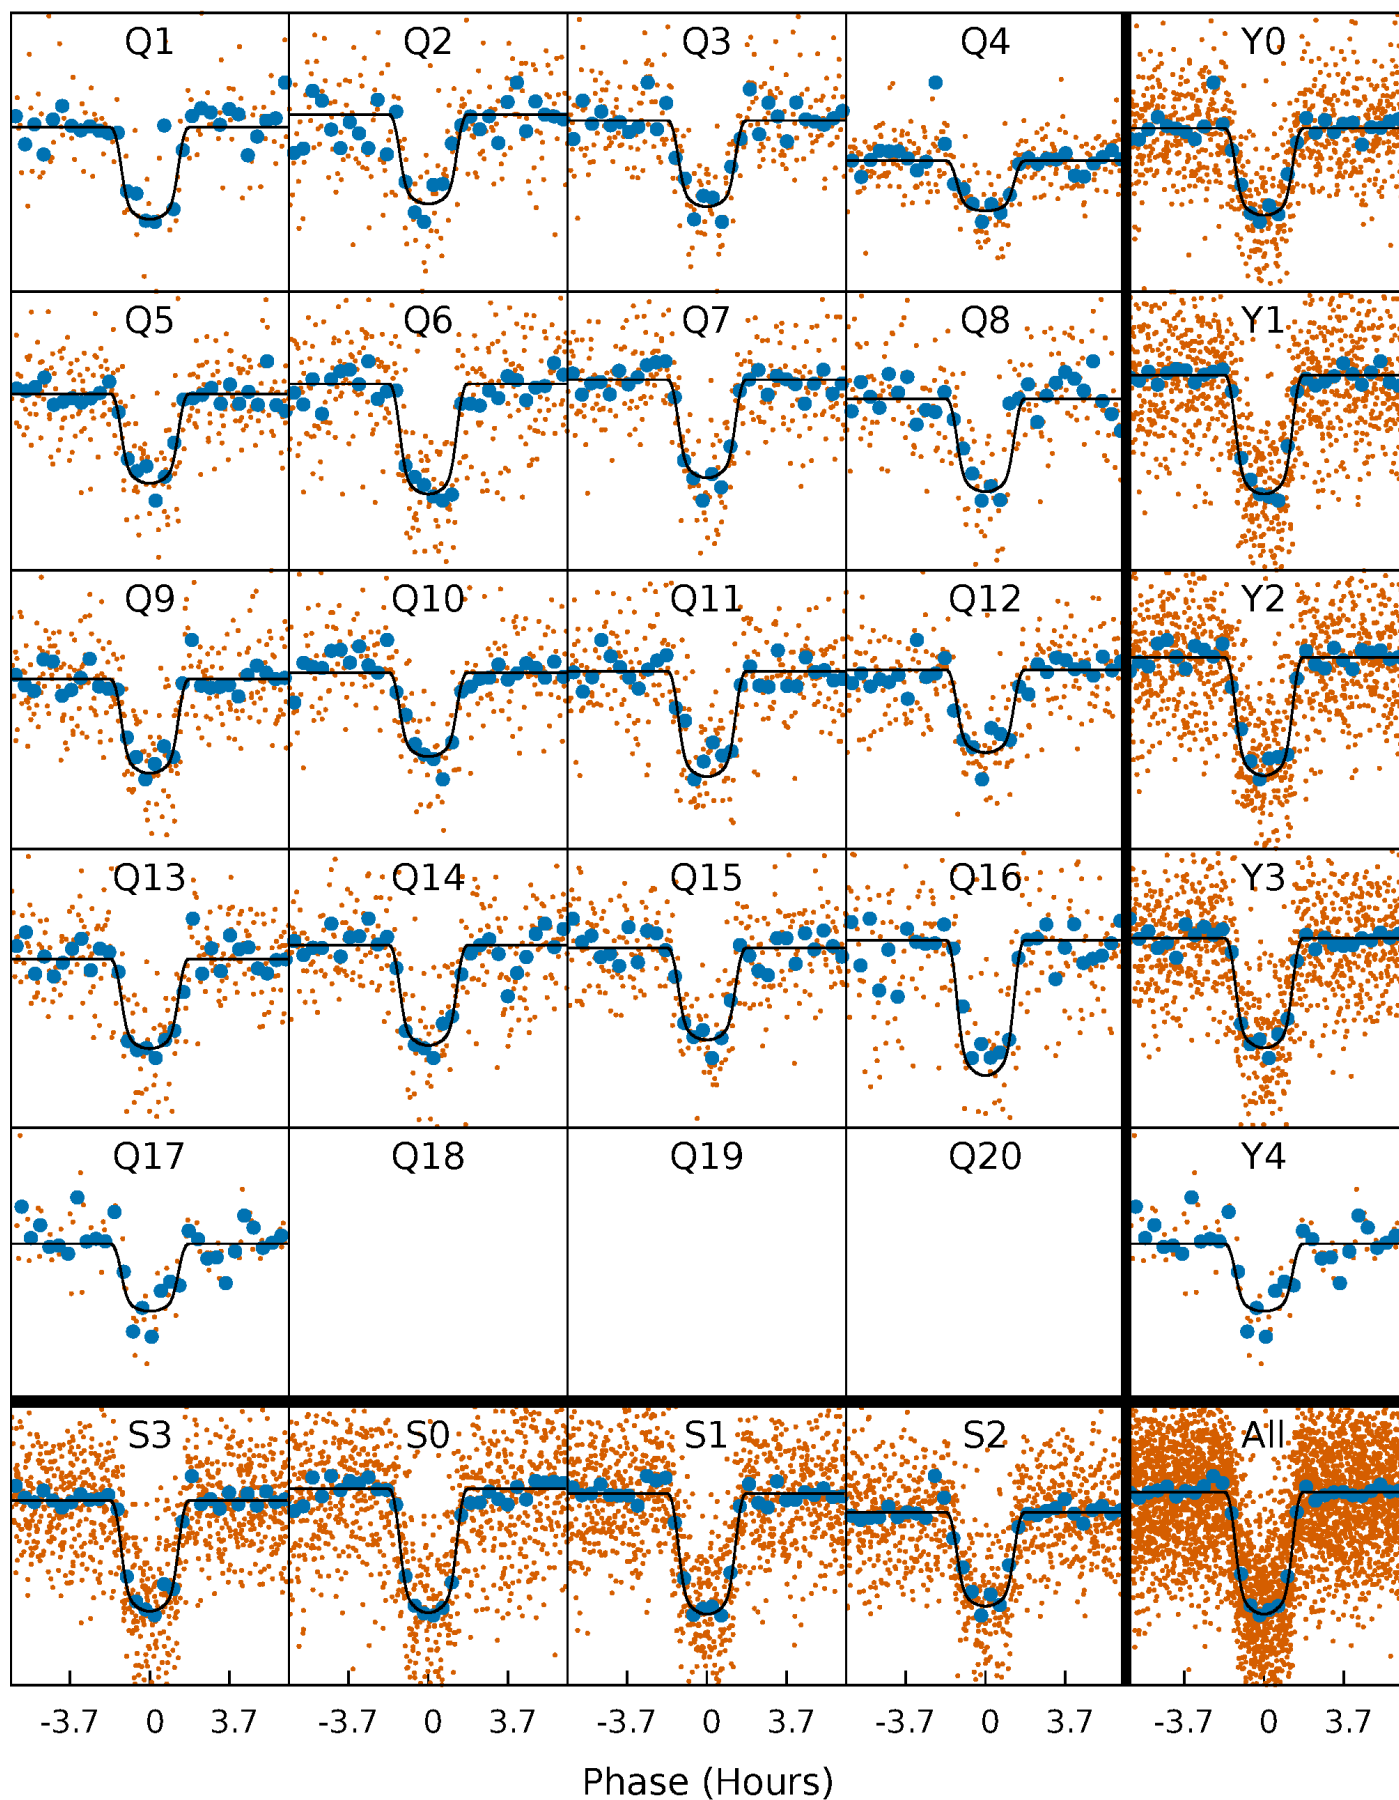 Q1 Q2 Q3 Q4 Y0
Q5 Q6 Q7 Q8 Y1
Q9 Q10 Q11 Q12 Y2
Q13 Q14 Q15 Q16 Y3
Q17 Q18 Q19 Q20 Y4
S3 S0 S1 S2 All
-3.7 0 3.7 -3.7 0 3.7 -3.7 0 3.7 -3.7 0 3.7 -3.7 0 3.7
Phase (Hours)